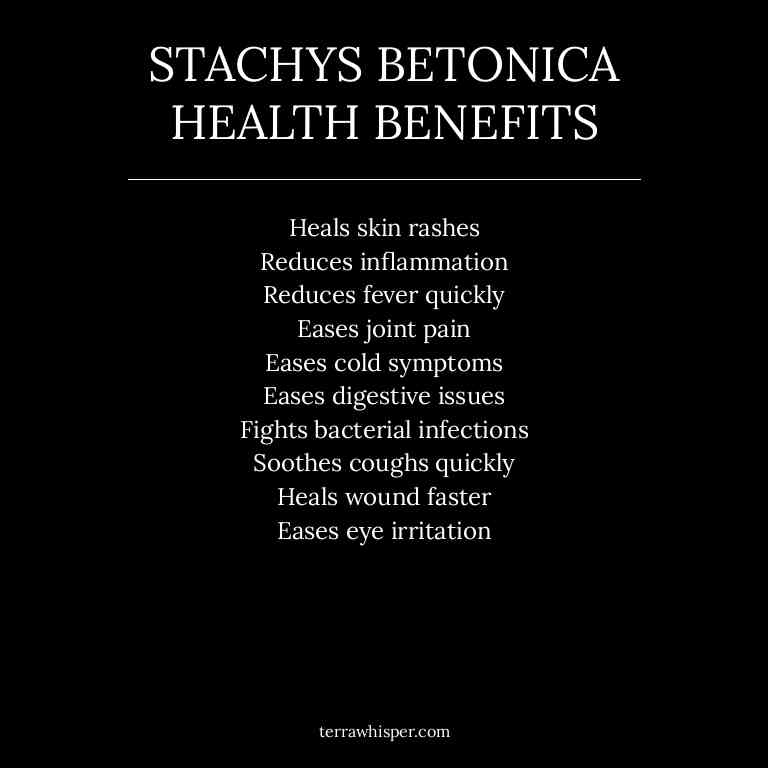 STACHYS BETONICA
HEALTH BENEFITS
Heals skin rashes
Reduces inflammation
Reduces fever quickly
Eases joint pain
Eases cold symptoms
Eases digestive issues
Fights bacterial infections
Soothes coughs quickly
Heals wound faster
Eases eye irritation
terrawhisper.com